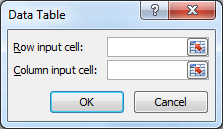 Data Table
?
Row input cell:
Column input cell:
OK Cancel